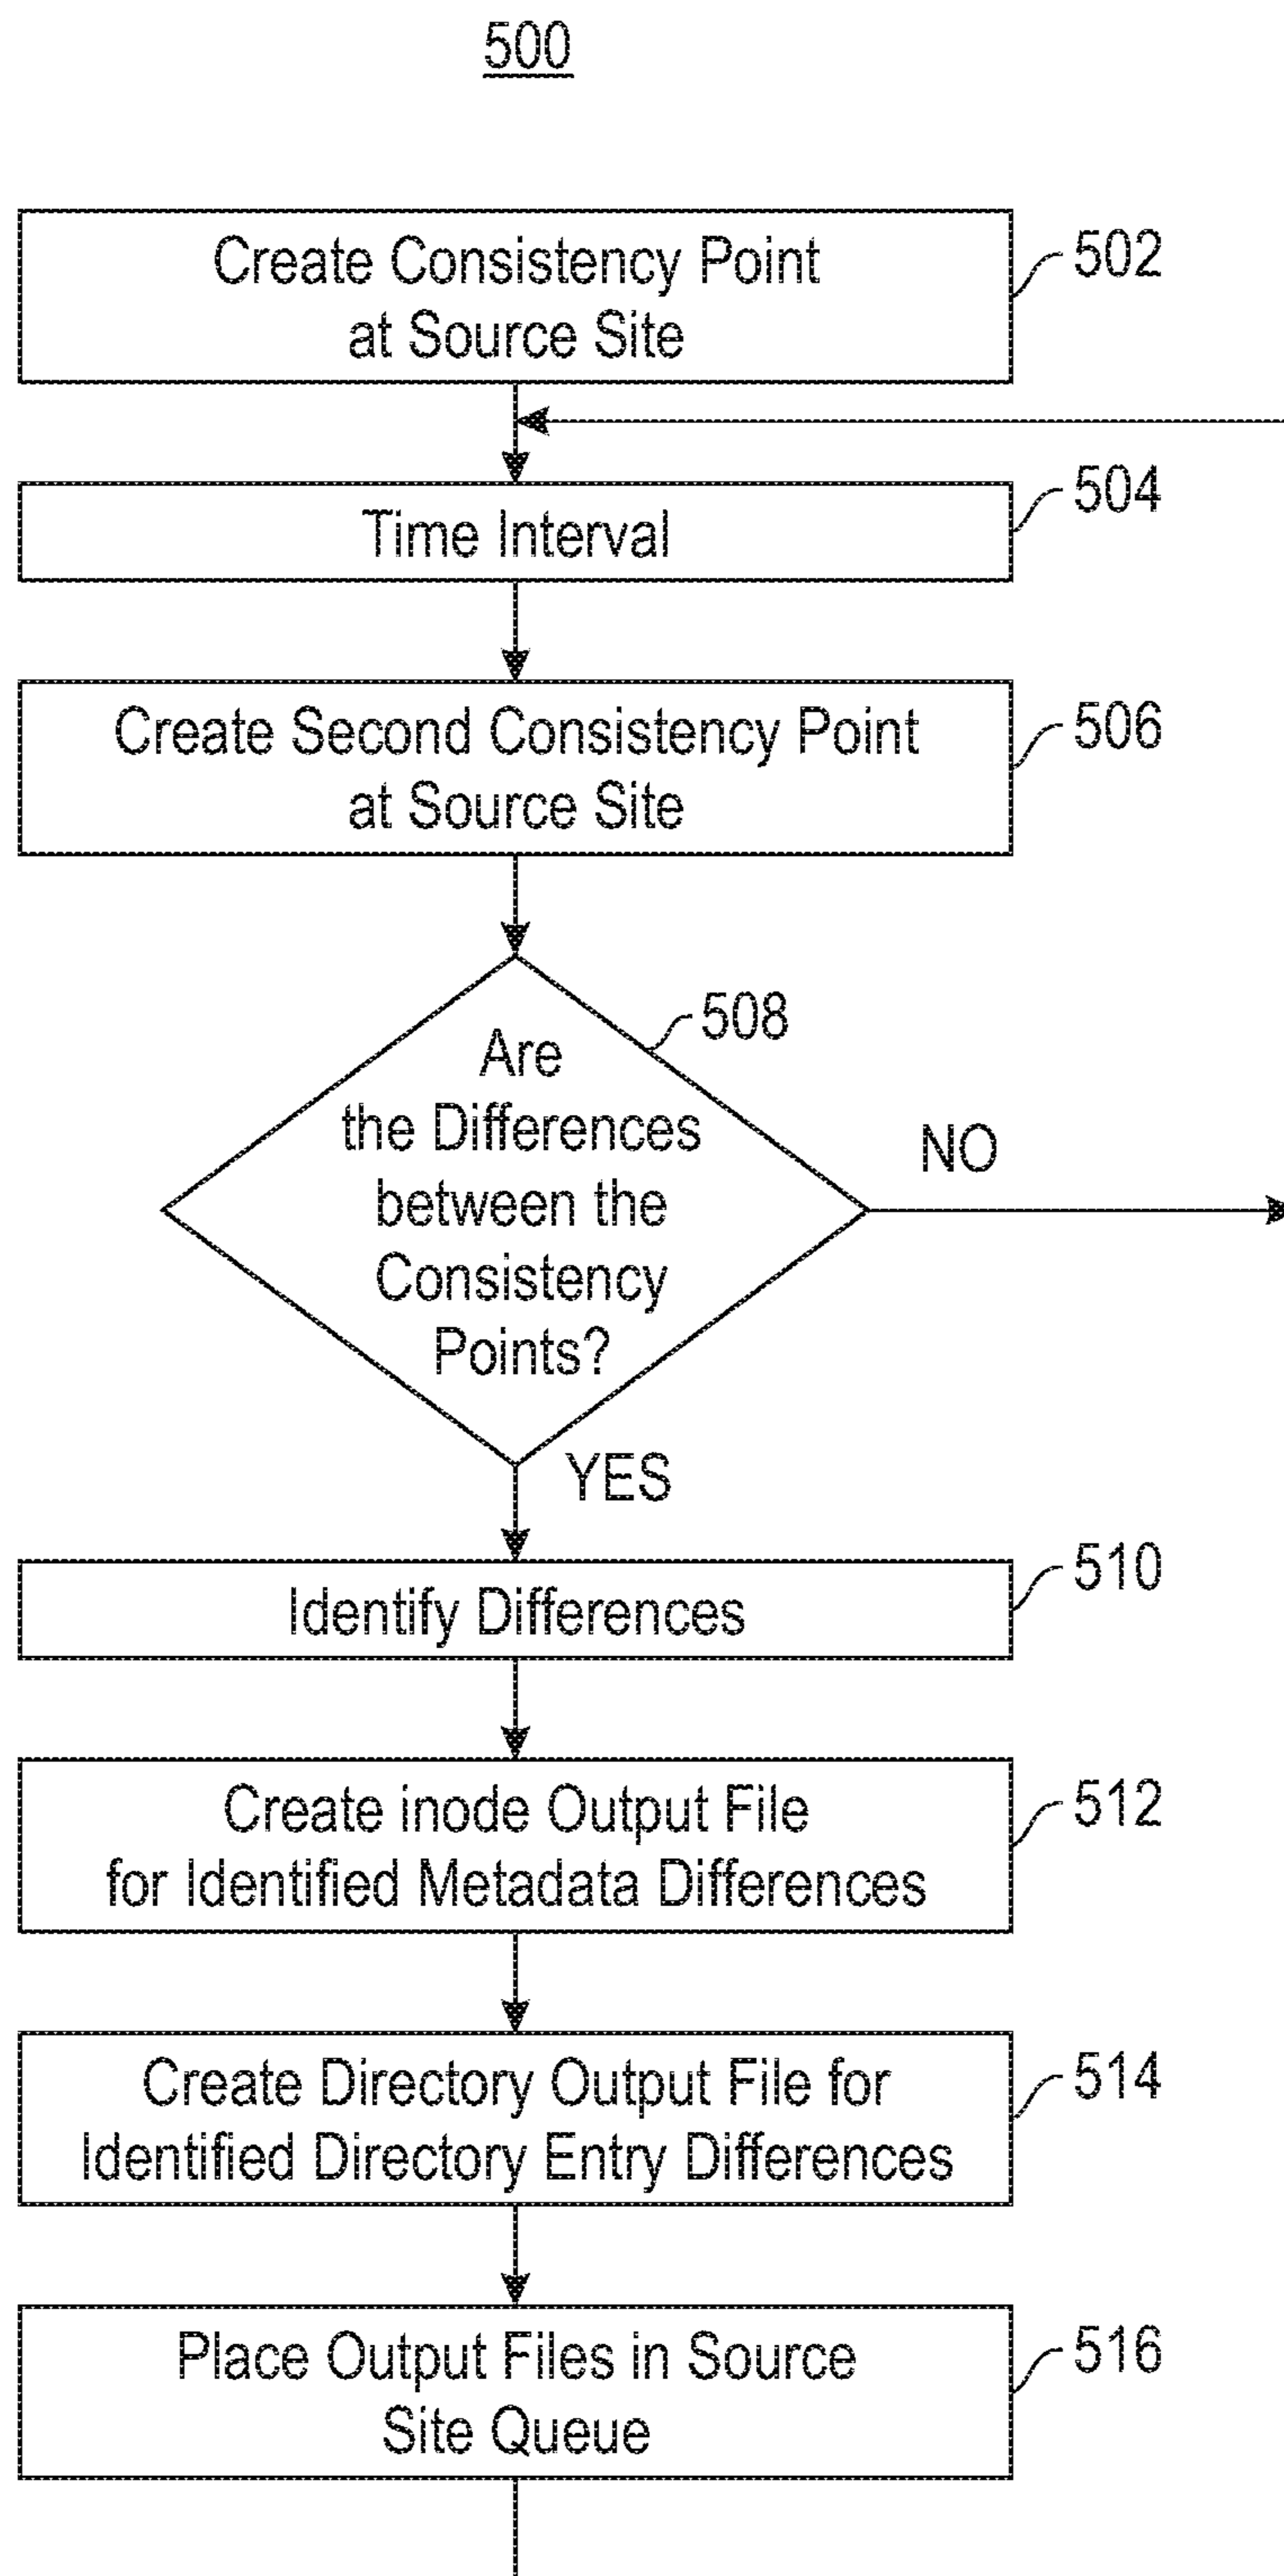 500
Create Consistency Point
at Source Site
502
Time Interval
504
Create Second Consistency Point
at Source Site
506
Are
the Differences
between the
Consistency
Points?
508
NO
YES
Identify Differences
510
Create inode Output File
for Identified Metadata Differences
512
Create Directory Output File for
Identified Directory Entry Differences
514
Place Output Files in Source
Site Queue
516